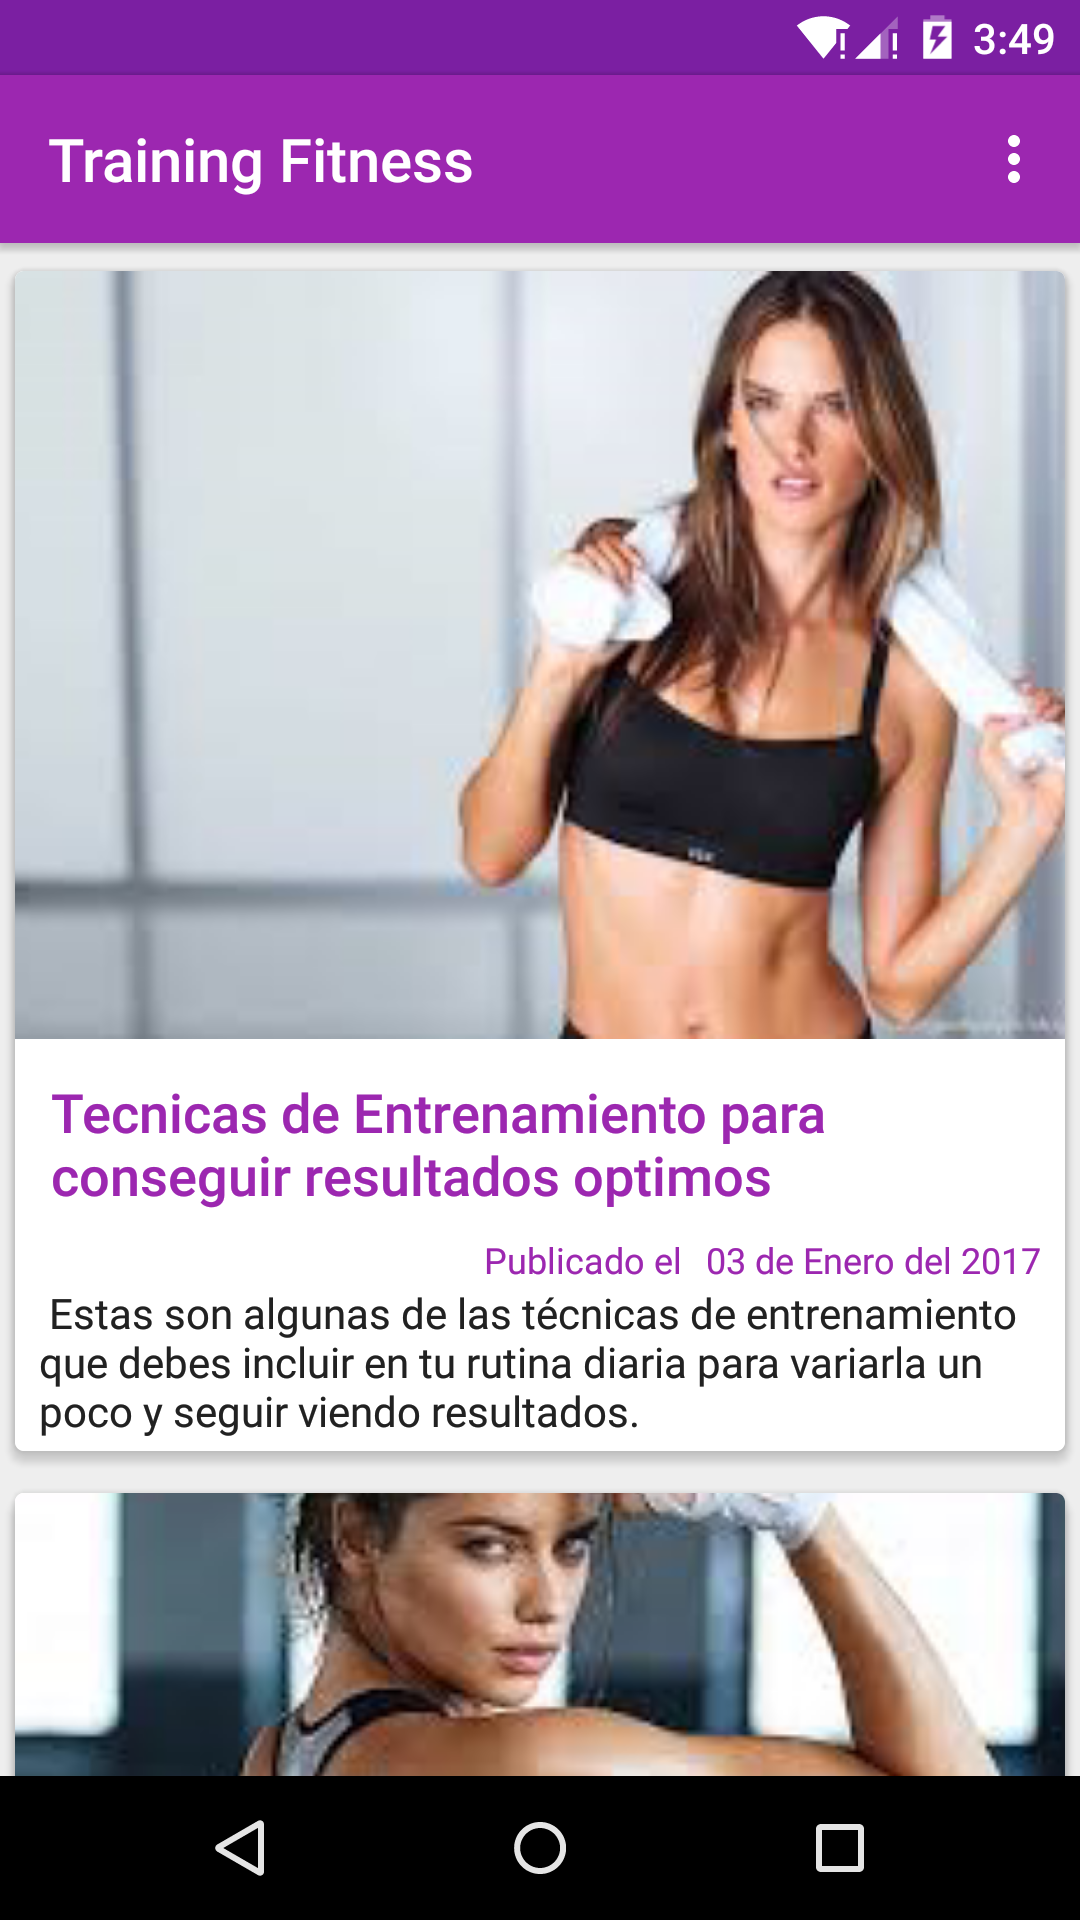 3:49
Training Fitness
Tecnicas de Entrenamiento para
conseguir resultados optimos
Publicado el 03 de Enero del 2017
Estas son algunas de las técnicas de entrenamiento
que debes incluir en tu rutina diaria para variarla un
poco y seguir viendo resultados.